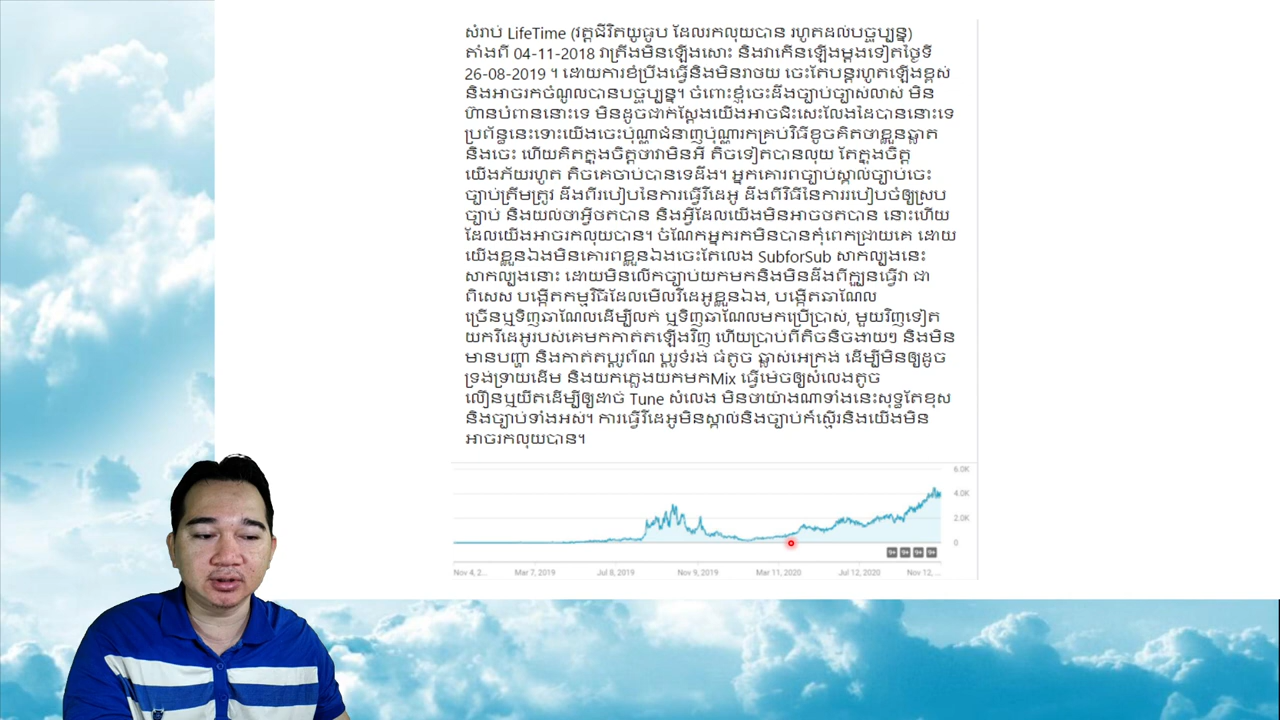 សំរាប់ LifeTime (វត្តជីវិតយូធូប ដែលរកលុយបាន រហូតដល់បច្ចុប្បន្ន)
តាំងពី 04-11-2018 វាត្រឹងមិនឡើងសោះ នឹងវាកើនឡើងម្តងទៀតថ្ងៃទី
26-08-2019 ។ ដោយការខំប្រឹងធ្វើនិងមិនរាថយ ចេះតែបន្តរហូតឡើងខ្ពស់
និងអាចរកចំណូលបានបច្ចុប្បន្ន។ ចំពោះខ្ញុំចេះដឹងច្បាប់ច្បាស់លាស់ មិន
ហ៊ានបំពាននោះទេ មិនដូចជាក់ស្តែងយើងអាចជិះសេះលែងដៃបាននោះទេ
ប្រព័ន្ធនេះទោះយើងចេះប៉ុណ្ណាជំនាញប៉ុណ្ណារកគ្រប់វិធីខូចគិតថាខ្លួនឆ្លាត
និងចេះ ហើយគិតក្នុងចិត្តថាវាមិនអី តិចទៀតបានលុយ តែក្នុងចិត្ត
យើងភ័យរហូត តិចគេចាប់បានទេដឹង។ អ្នកគោរពច្បាប់ស្គាល់ច្បាប់ចេះ
ច្បាប់ត្រឹមត្រូវ ដឹងពីរបៀបនៃការធ្វើវីដេអូ ដឹងពីវិធីនៃការរៀបចំឲ្យស្រប
ច្បាប់ និងយល់ថាអ្វីថតបាន និងអ្វីដែលយើងមិនអាចថតបាន នោះហើយ
ដែលយើងអាចរកលុយបាន។ ចំណែកអ្នករកមិនបានកុំពេកជ្រាយគេ ដោយ
យើងខ្លួនឯងមិនគោរពខ្លួនឯងចេះតែលេង SubforSub សាកល្បងនេះ
សាកល្បងនោះ ដោយមិនលើកច្បាប់យកមកនិងមិនដឹងពីក្បួនធ្វើវា ជា
ពិសេស បង្កើតកម្មវិធីដែលមើលវីដេអូខ្លួនឯង, បង្កើតឆាណែល
ច្រើនឬទិញឆាណែលដើម្បីលក់ ឬទិញឆាណែលមកប្រើប្រាស់, មួយវិញទៀត
យកវីដេអូរបស់គេមកកាត់តឡើងវិញ ហើយប្រាប់ពីតិចនិចងាយៗ និងមិន
មានបញ្ហា និងកាត់តប្តូរពណ៌ ប្តូរទំរង់ ធំតូច ឆ្លាស់អេក្រង់ ដើម្បីមិនឲ្យដូច
ទ្រង់ទ្រាយដើម និងយកភ្លេងយកមកMix ធ្វើម៉េចឲ្យសំលេងតូច
លឿនឬយឺតដើម្បីឲ្យដាច់ Tune សំលេង មិនថាយ៉ាងណាទាំងនេះសុទ្ធតែខុស
និងច្បាប់ទាំងអស់។ ការធ្វើវីដេអូមិនស្គាល់និងច្បាប់ក៏ស្មើរនិងយើងមិន
អាចរកលុយបាន។
6.0K
4.0K
2.0K
0
9+ 9+ 9+ 9+
Nov 4, 2... Mar 7, 2019 Jul 8, 2019 Nov 9, 2019 Mar 11, 2020 Jul 12, 2020 Nov 12, ...